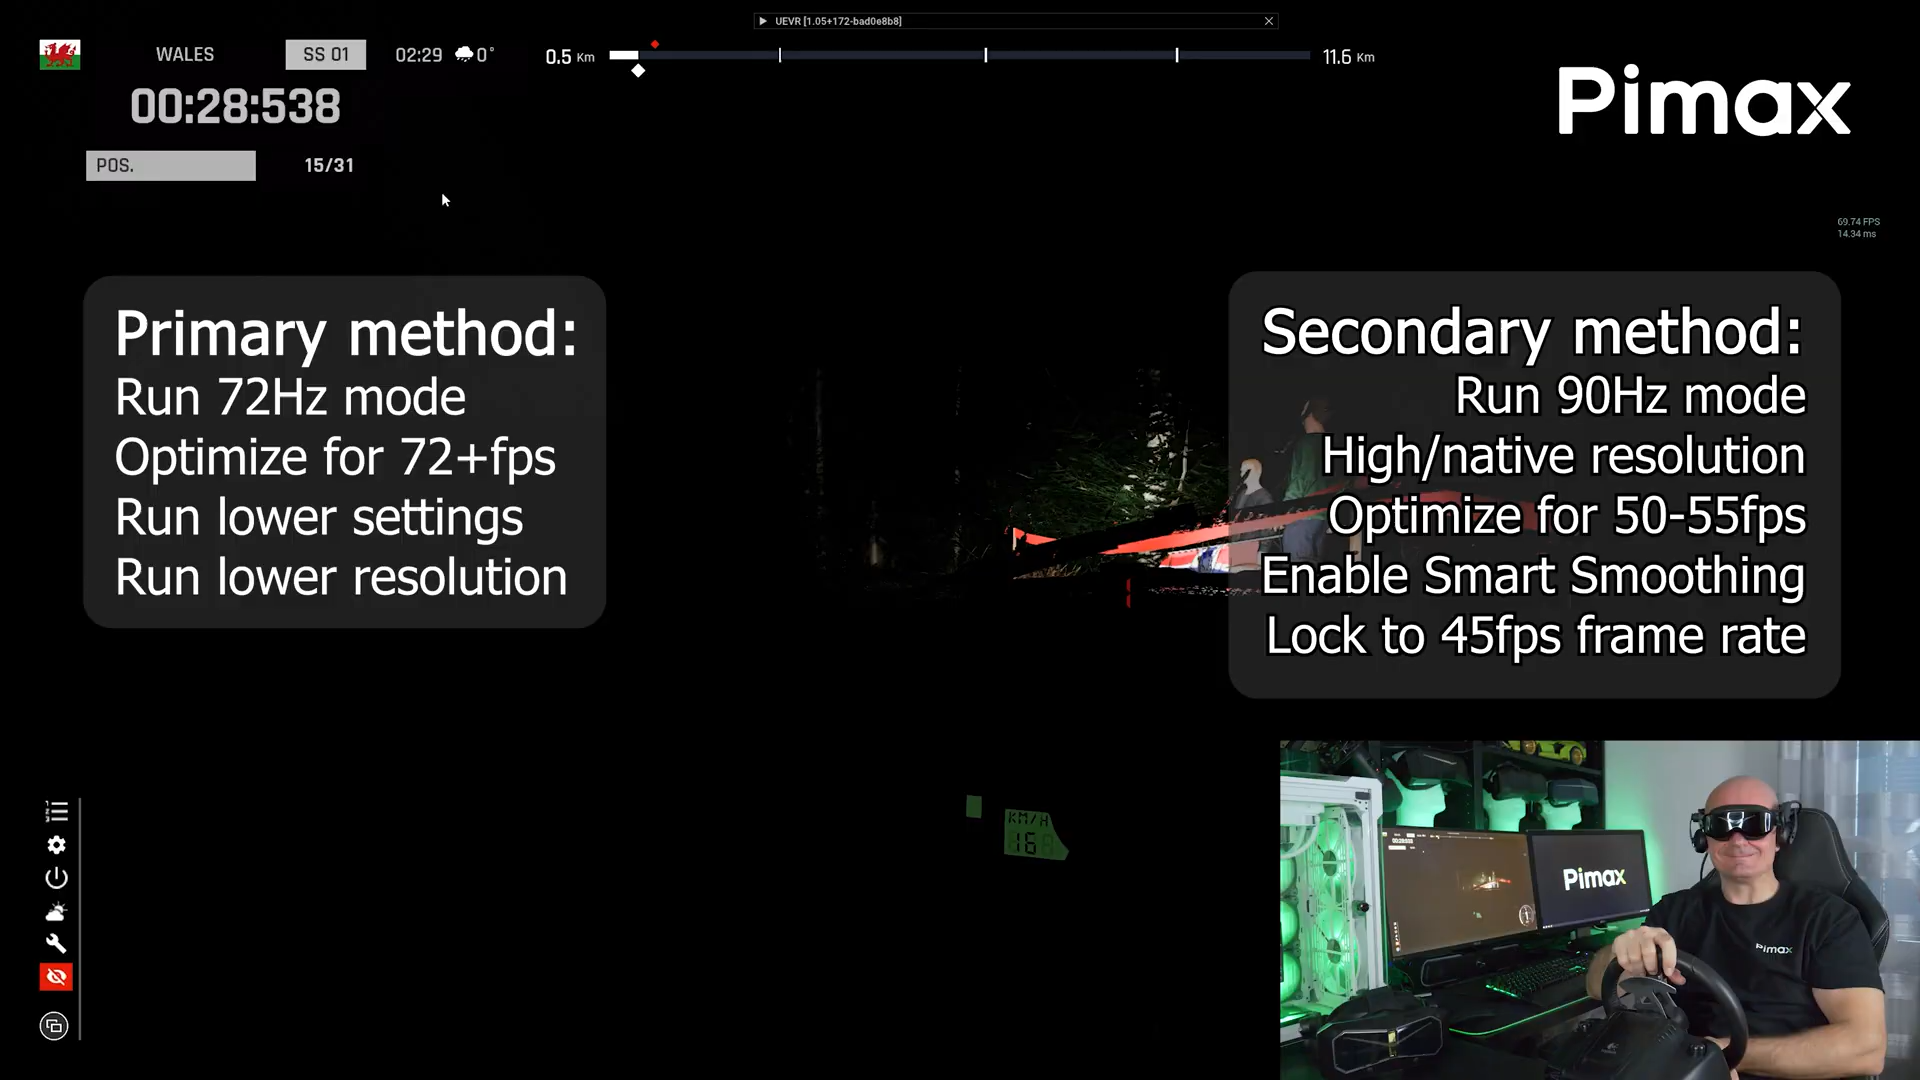 UEVR [1.05+172-bad0e8b8]
WALES
SS 01
02:29
0°
0.5 Km
11.6 Km
00:28:538
Pimax
POS.
15/31
69.74 FPS
14.34 ms
Primary method:
Run 72Hz mode
Optimize for 72+fps
Run lower settings
Run lower resolution
Secondary method:
Run 90Hz mode
High/native resolution
Optimize for 50-55fps
Enable Smart Smoothing
Lock to 45fps frame rate
KM/H
16
Pimax
Pimax